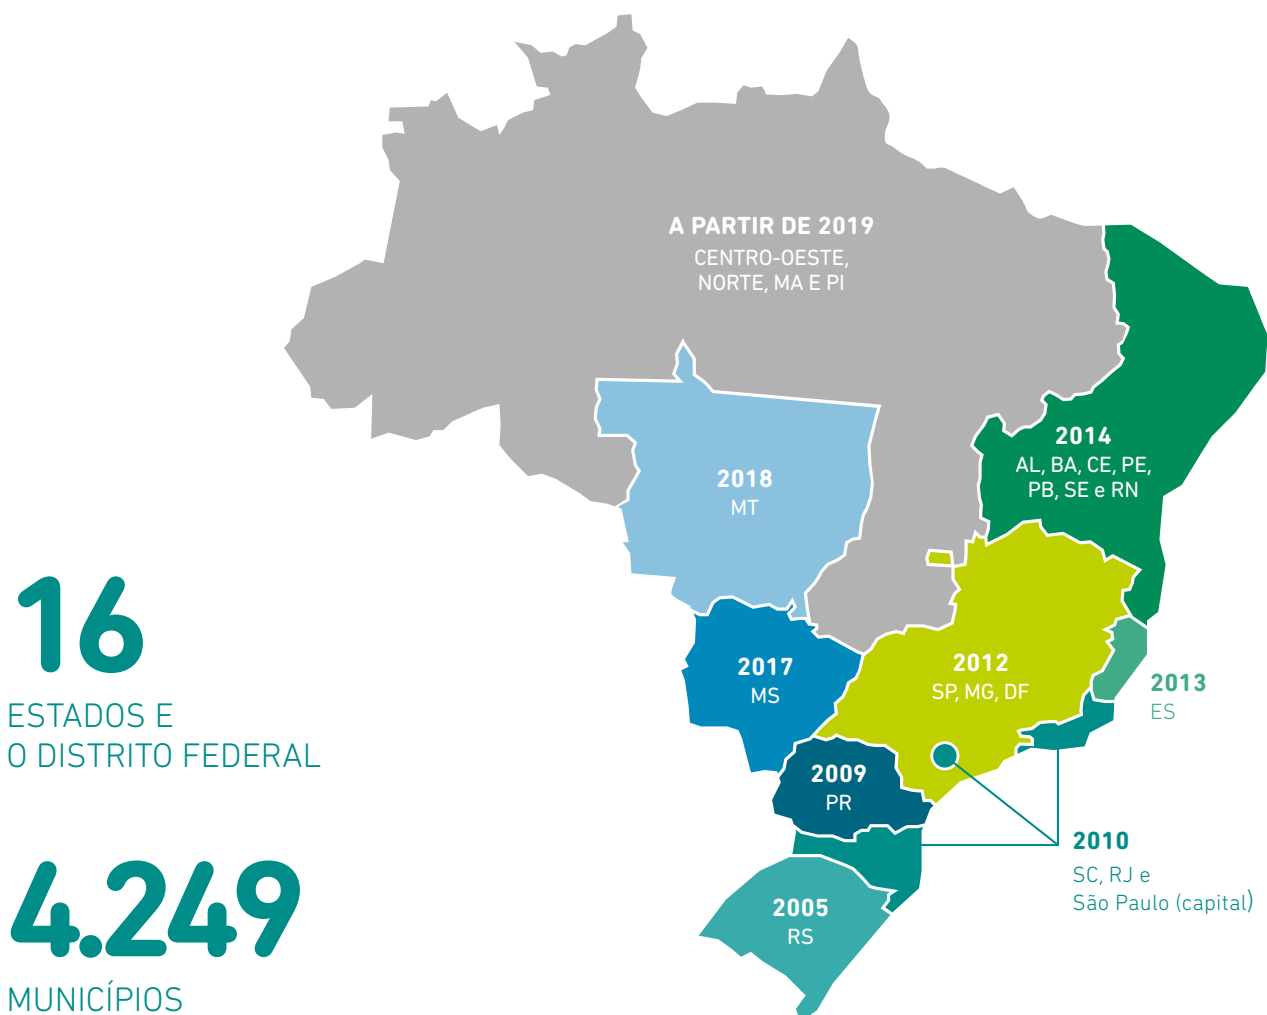 A PARTIR DE 2019
CENTRO-OESTE,
NORTE, MA E PI
2014
AL, BA, CE, PE,
PB, SE e RN
2018
MT
2017
MS
2012
SP, MG, DF
2013
ES
2009
PR
2010
SC, RJ e
São Paulo (capital)
2005
RS
16
ESTADOS E
O DISTRITO FEDERAL
4.249
MUNICÍPIOS